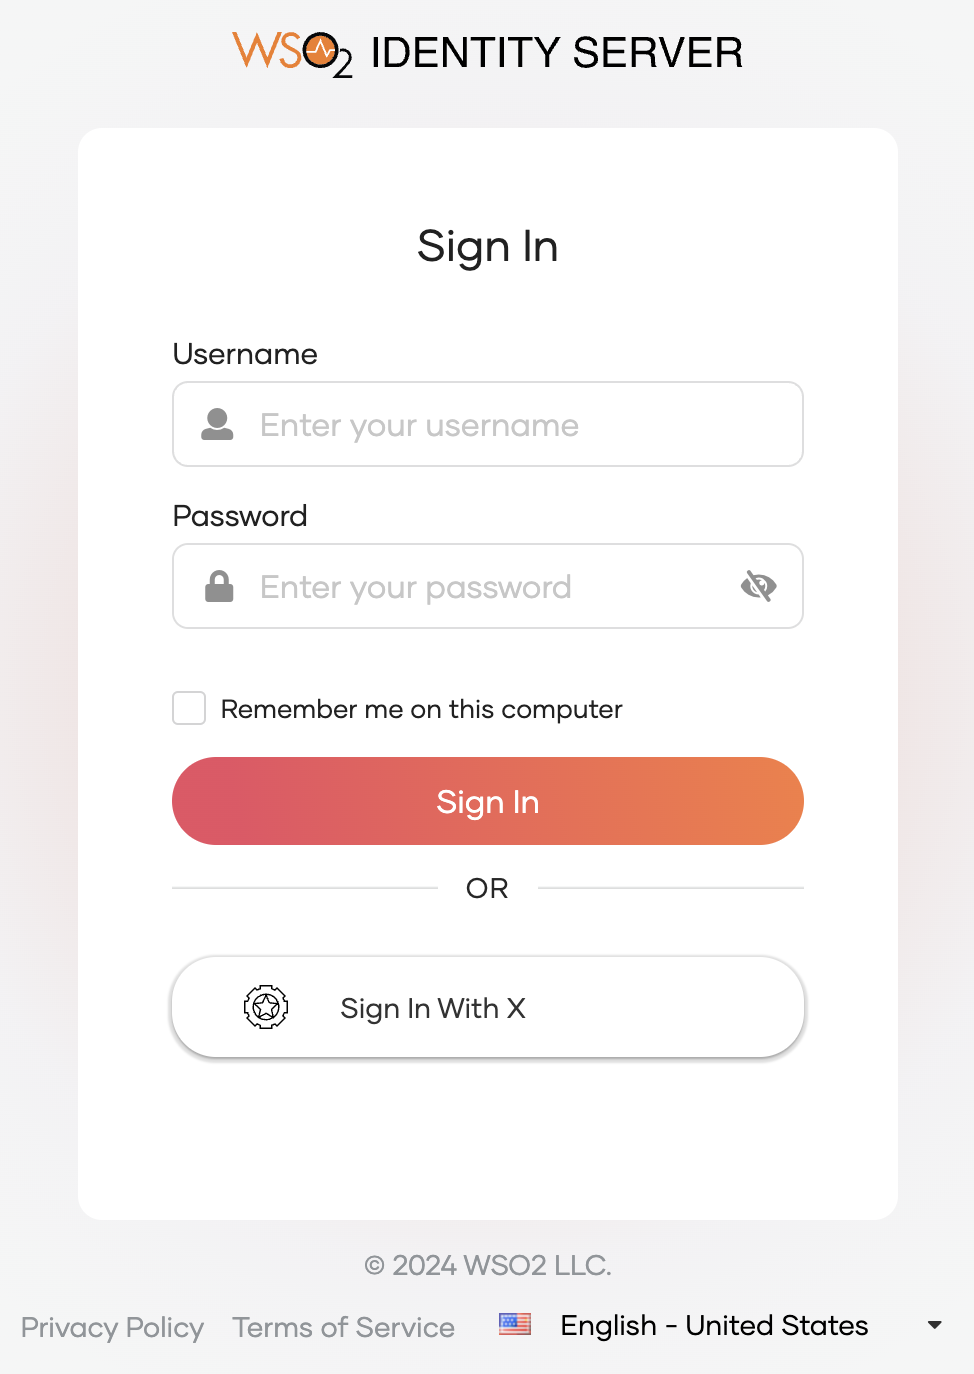 WSO2 IDENTITY SERVER
Sign In
Username
Enter your username
Password
Enter your password
Remember me on this computer
Sign In
OR
Sign In With X
© 2024 WSO2 LLC.
Privacy Policy Terms of Service English - United States